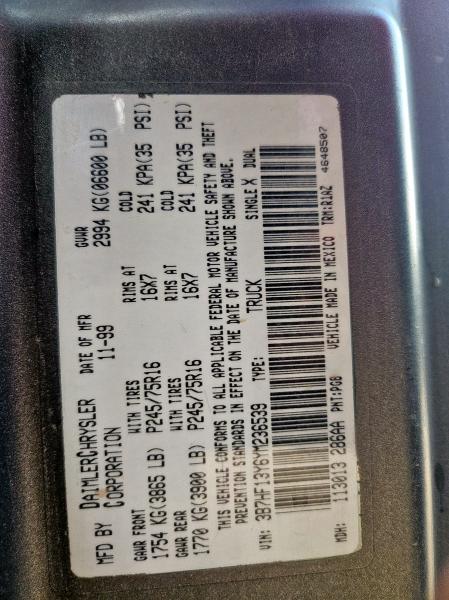 MFD BY DAIMLERCHRYSLER CORPORATION DATE OF MFR 11-99 GVWR 2994 KG(06600 LB)
GAWR FRONT WITH TIRES RIMS AT COLD
1754 KG(3865 LB) P245/75R16 16X7 241 KPA(35 PSI)
GAWR REAR WITH TIRES RIMS AT COLD
1770 KG(3900 LB) P245/75R16 16X7 241 KPA(35 PSI)
THIS VEHICLE CONFORMS TO ALL APPLICABLE FEDERAL MOTOR VEHICLE SAFETY AND THEFT
PREVENTION STANDARDS IN EFFECT ON THE DATE OF MANUFACTURE SHOWN ABOVE.
VIN: 3B7HF13Y6YM236539 TYPE: TRUCK SINGLE X DUAL
MDH: 113013 286AA PNT:PGB VEHICLE MADE IN MEXICO TRM:R1AZ 4648507